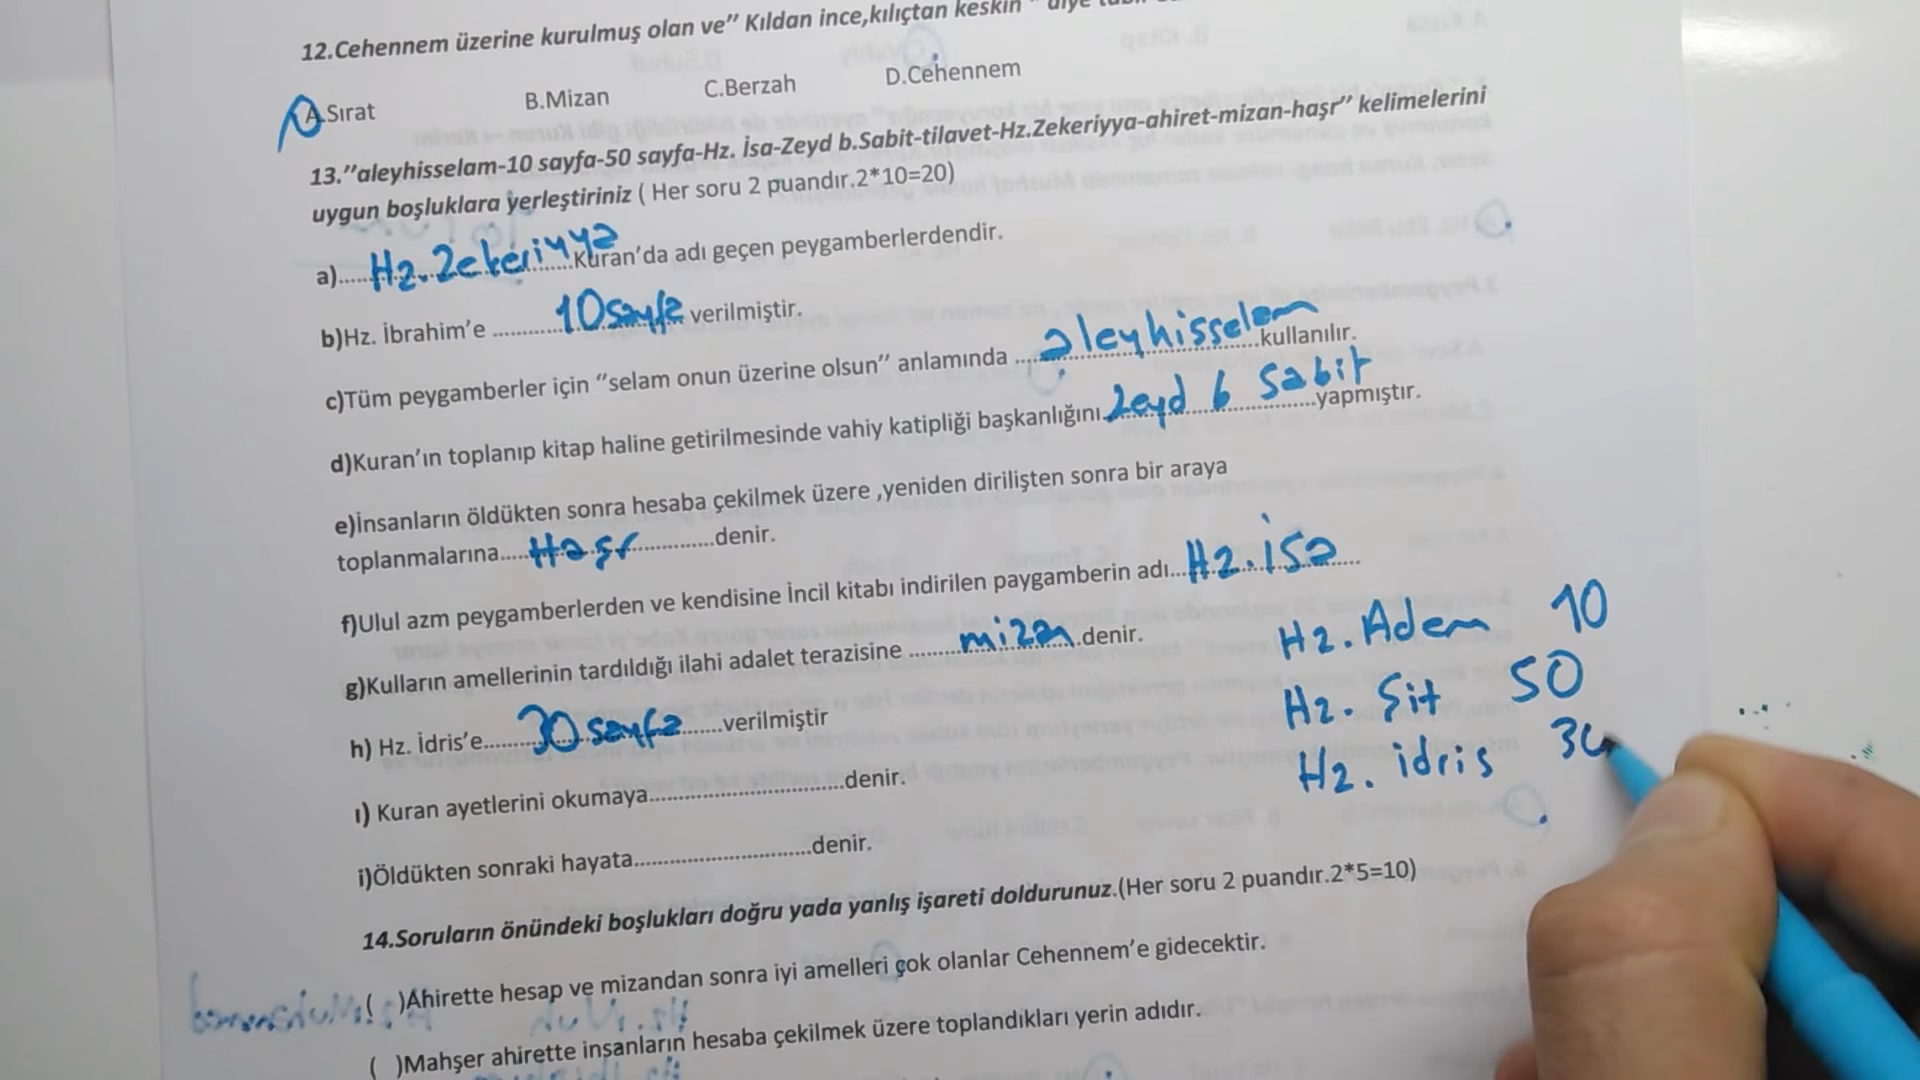 12.Cehennem üzerine kurulmuş olan ve" Kıldan ince,kılıçtan keskin " diye
A.Sırat B.Mizan C.Berzah D.Cehennem
13."aleyhisselam-10 sayfa-50 sayfa-Hz. İsa-Zeyd b.Sabit-tilavet-Hz.Zekeriyya-ahiret-mizan-haşr" kelimelerini
uygun boşluklara yerleştiriniz ( Her soru 2 puandır.2*10=20)
a)..... Hz. Zekeriyya ......Kuran'da adı geçen peygamberlerdendir.
b)Hz. İbrahim'e ............ 10 sayfa verilmiştir.
c)Tüm peygamberler için "selam onun üzerine olsun" anlamında .... aleyhisselam ......kullanılır.
d)Kuran'ın toplanıp kitap haline getirilmesinde vahiy katipliği başkanlığını.. Zeyd b Sabit ......yapmıştır.
e)İnsanların öldükten sonra hesaba çekilmek üzere ,yeniden dirilişten sonra bir araya
toplanmalarına..... Haşr ............denir.
f)Ulul azm peygamberlerden ve kendisine İncil kitabı indirilen paygamberin adı... Hz. İsa ....
g)Kulların amellerinin tardıldığı ilahi adalet terazisine ........ mizan .denir.
h) Hz. İdris'e..... 30 sayfa ......verilmiştir
ı) Kuran ayetlerini okumaya..............................denir.
i)Öldükten sonraki hayata...........................denir.
Hz. Adem 10
Hz. Şit 50
Hz. idris 30
14.Soruların önündeki boşlukları doğru yada yanlış işareti doldurunuz.(Her soru 2 puandır.2*5=10)
( )Ahirette hesap ve mizandan sonra iyi amelleri çok olanlar Cehennem'e gidecektir.
( )Mahşer ahirette insanların hesaba çekilmek üzere toplandıkları yerin adıdır.